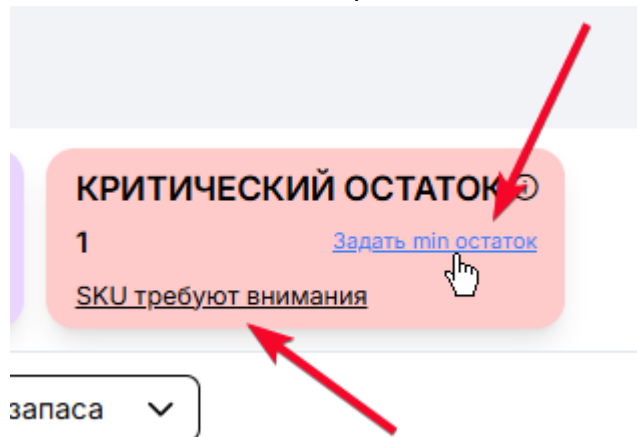 КРИТИЧЕСКИЙ ОСТАТОК
1
Задать min остаток
SKU требуют внимания
запаса